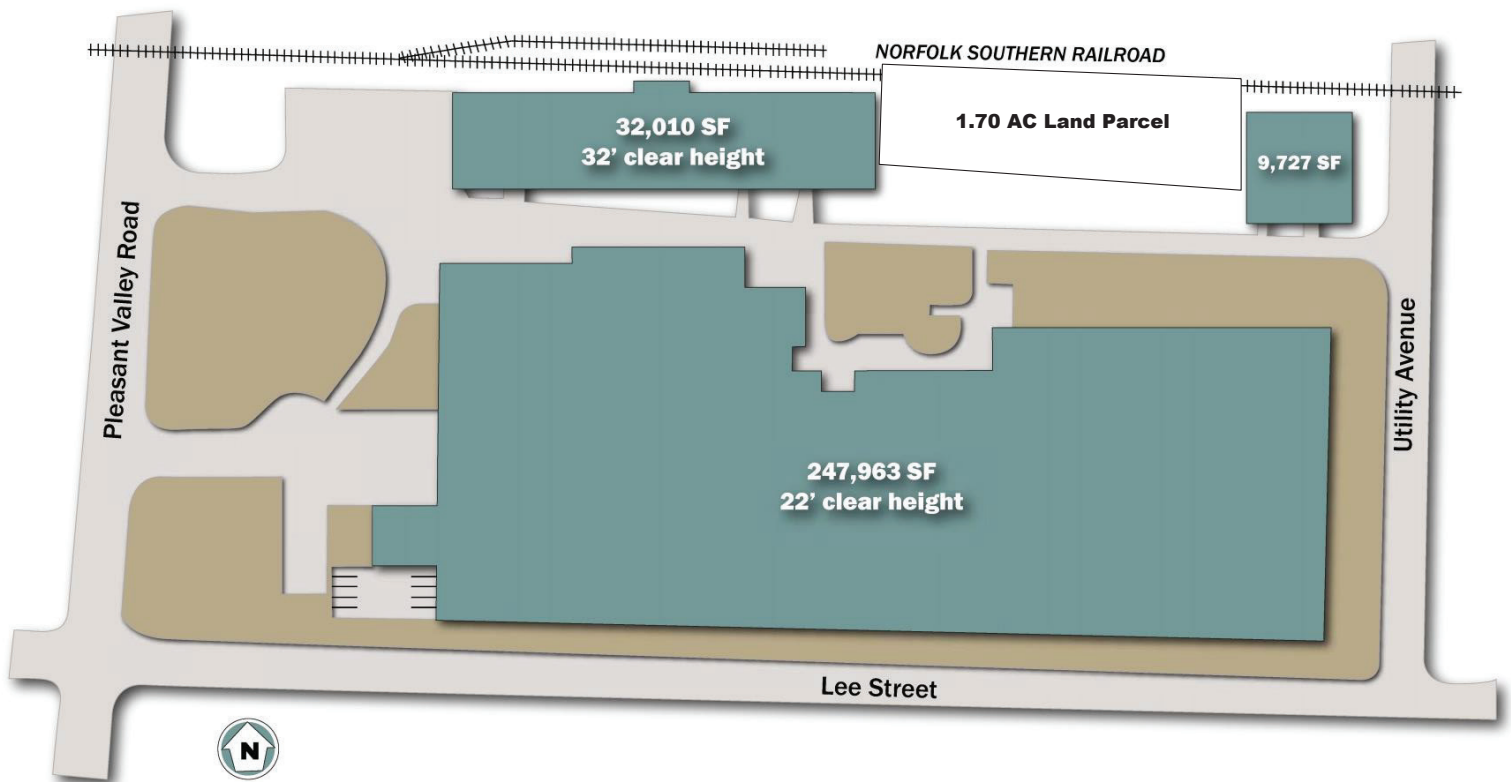 NORFOLK SOUTHERN RAILROAD
32,010 SF
32’ clear height
1.70 AC Land Parcel
9,727 SF
Pleasant Valley Road
Utility Avenue
247,963 SF
22’ clear height
Lee Street
N